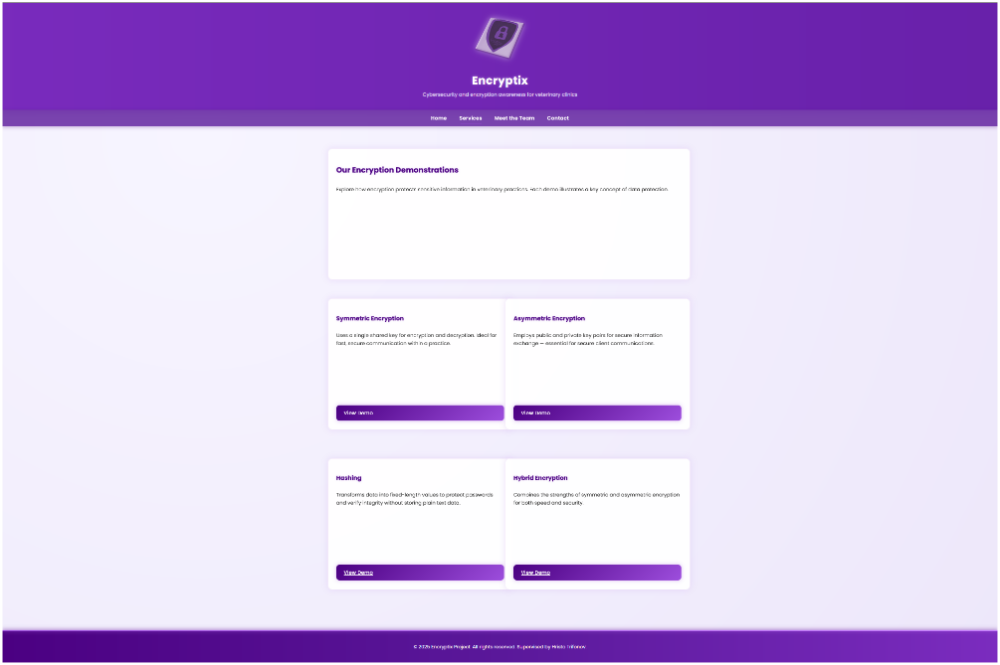 Encryptix
Cybersecurity and encryption awareness for veterinary clinics
Home Services Meet the Team Contact
Our Encryption Demonstrations
Explore how encryption protects sensitive information in veterinary practices. Each demo illustrates a key concept of data protection.
Symmetric Encryption
Uses a single shared key for encryption and decryption. Ideal for
fast, secure communication within a practice.
View Demo
Asymmetric Encryption
Employs public and private key pairs for secure information
exchange — essential for secure client communications.
View Demo
Hashing
Transforms data into fixed-length values to protect passwords
and verify integrity without storing plain text data.
View Demo
Hybrid Encryption
Combines the strengths of symmetric and asymmetric encryption
for both speed and security.
View Demo
© 2025 Encryptix Project. All rights reserved. Supervised by Hristo Trifonov